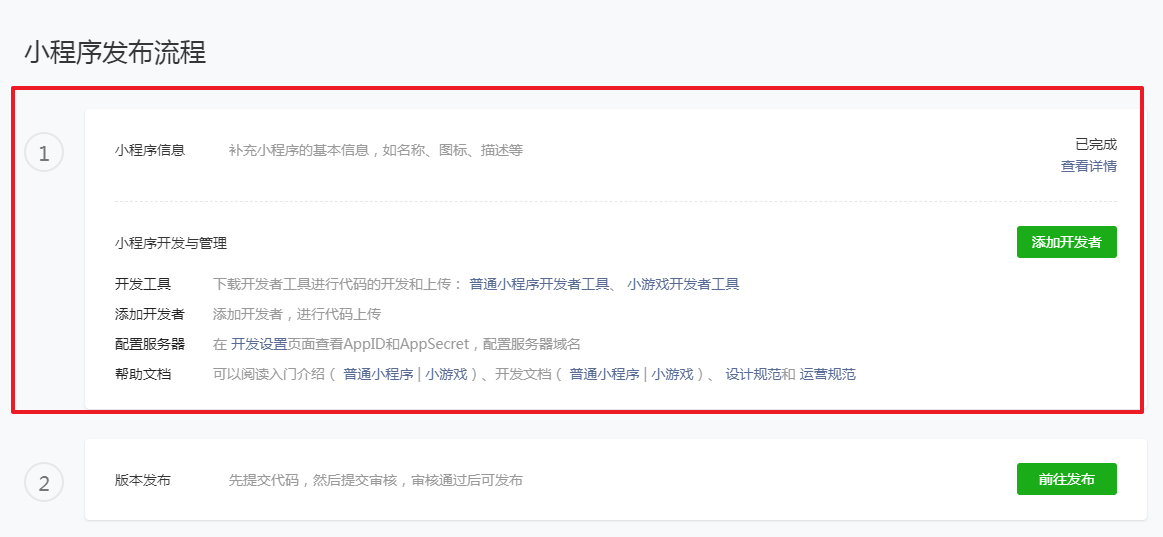 小程序发布流程
1
小程序信息 补充小程序的基本信息，如名称、图标、描述等 已完成
查看详情
小程序开发与管理 添加开发者
开发工具 下载开发者工具进行代码的开发和上传： 普通小程序开发者工具、 小游戏开发者工具
添加开发者 添加开发者，进行代码上传
配置服务器 在 开发设置页面查看AppID和AppSecret，配置服务器域名
帮助文档 可以阅读入门介绍（ 普通小程序 | 小游戏 ）、开发文档（ 普通小程序 | 小游戏 ）、 设计规范和 运营规范
2
版本发布 先提交代码，然后提交审核，审核通过后可发布 前往发布